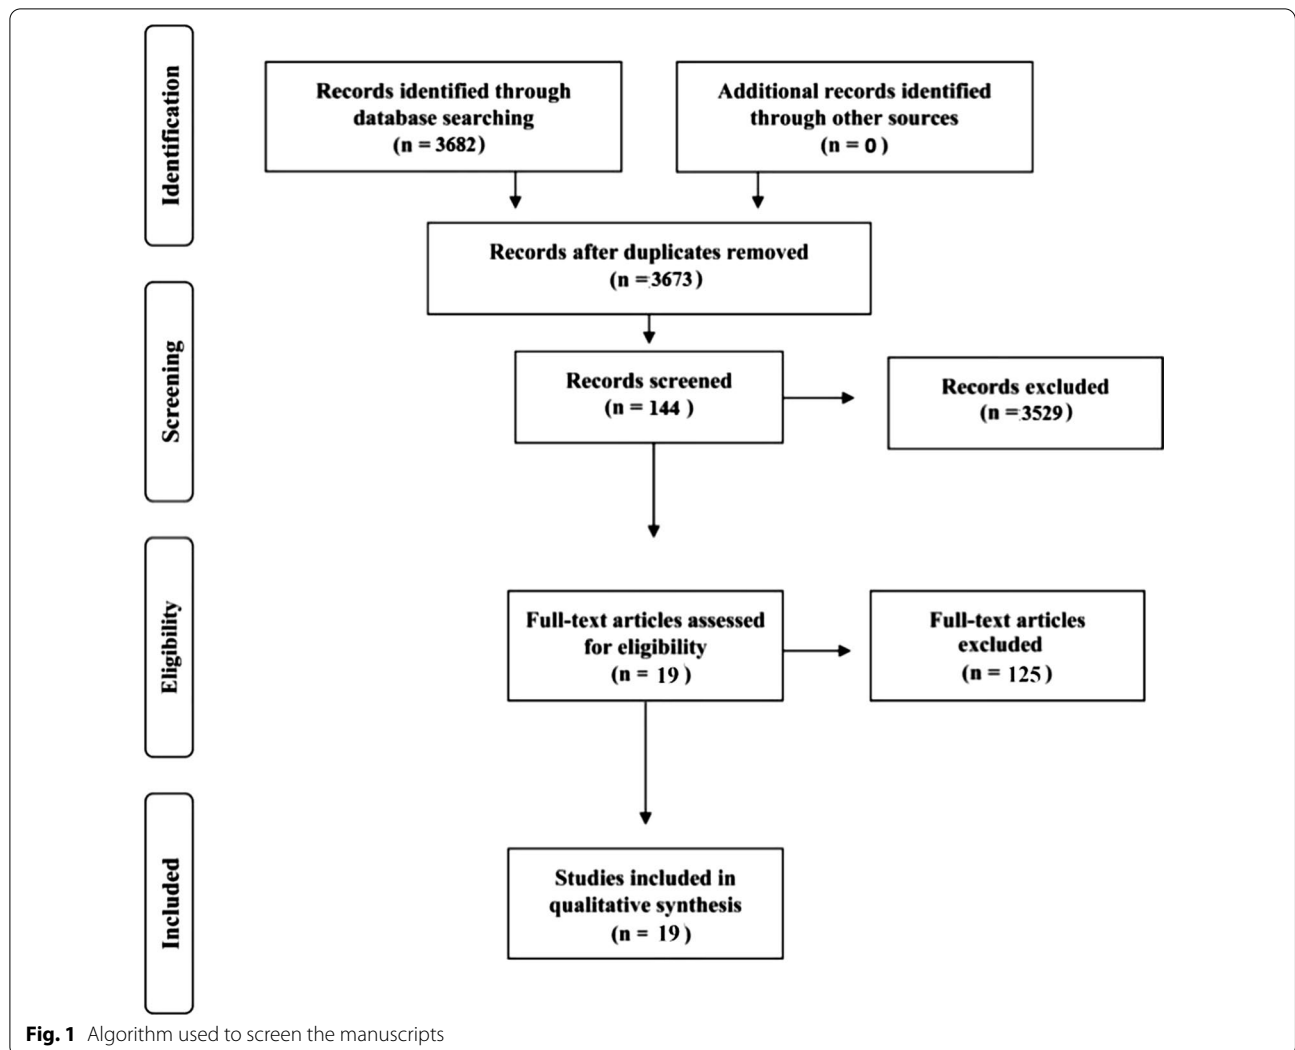 Identification
Records identified through
database searching
(n = 3682)
Additional records identified
through other sources
(n = 0 )
Records after duplicates removed
(n =3673)
Screening
Records screened
(n = 144 )
Records excluded
(n =3529)
Eligibility
Full-text articles assessed
for eligibility
(n = 19 )
Full-text articles
excluded
(n = 125 )
Included
Studies included in
qualitative synthesis
(n = 19 )
Fig. 1 Algorithm used to screen the manuscripts